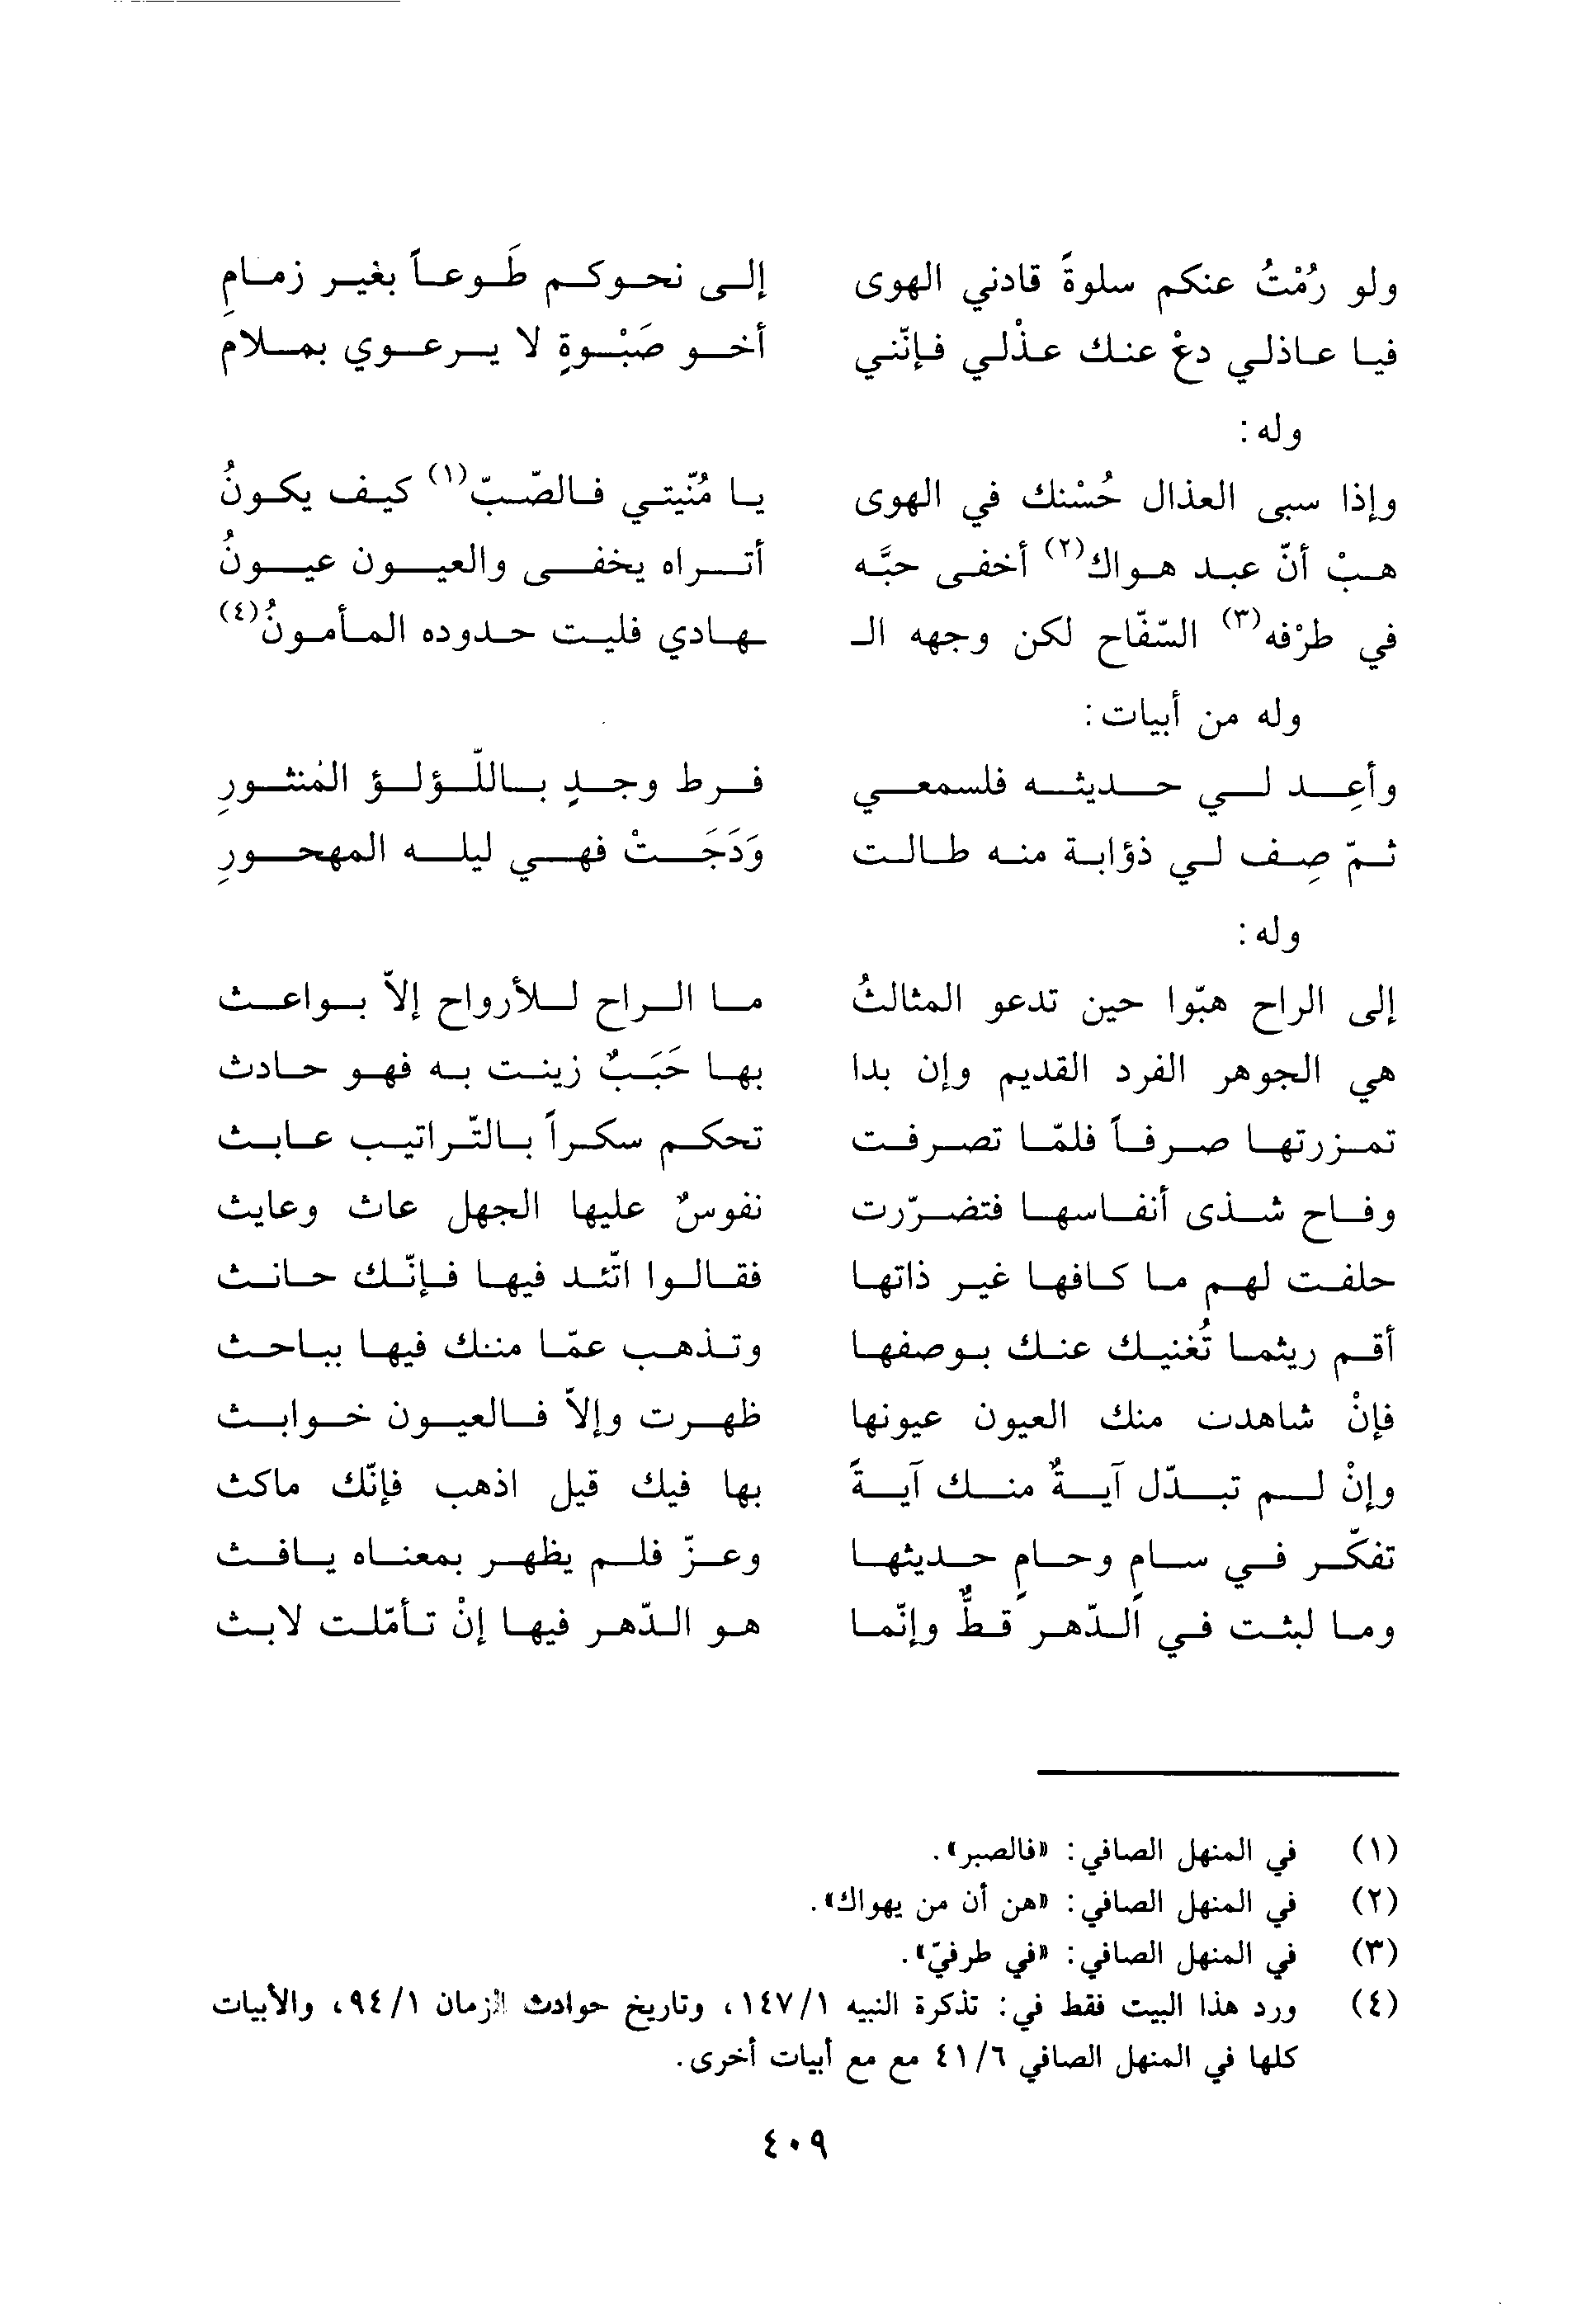 ولو رُمْتُ عنكم سلوةً قادني الهوى إلى نحوكم طَوعاً بغير زمامِ
فيا عاذلي دعْ عنك عذْلي فإنّني أخو صَبْوةٍ لا يرعوي بملام
وله:
وإذا سبى العذال حُسْنك في الهوى يا مُنّيتي فالصّبّ(١) كيف يكونُ
هبْ أنّ عبد هواك(٢) أخفى حبَّه أتراه يخفى والعيون عيونُ
في طرْفه(٣) السّفّاح لكن وجهه الـ ـهادي فليت حدوده المأمونُ(٤)
وله من أبيات:
وأعِد لي حديثه فلسمعي فرط وجدٍ باللّؤلؤ المَنثورِ
ثمّ صِف لي ذؤابة منه طالت وَدَجَتْ فهي ليله المهحورِ
وله:
إلى الراح هبّوا حين تدعو المثالثُ ما الراح للأرواح إلاّ بواعث
هي الجوهر الفرد القديم وإن بدا بها حَبَبٌ زينت به فهو حادث
تمزرتها صرفاً فلمّا تصرفت تحكم سكراً بالتّراتيب عابث
وفاح شذى أنفاسها فتضرّرت نفوسٌ عليها الجهل عاث وعايث
حلفت لهم ما كافها غير ذاتها فقالوا اتّئد فيها فإنّك حانث
أقم ريثما تُغنيك عنك بوصفها وتذهب عمّا منك فيها بباحث
فإنْ شاهدت منك العيون عيونها ظهرت وإلاّ فالعيون خوابث
وإنْ لم تبدّل آيةٌ منك آيةً بها فيك قيل اذهب فإنّك ماكث
تفكّر في سامٍ وحامٍ حديثها وعزّ فلم يظهر بمعناه يافث
وما لبثت في الدّهر قطٌّ وإنّما هو الدّهر فيها إنْ تأمّلت لابث
(١) في المنهل الصافي: «فالصبر».
(٢) في المنهل الصافي: «هن أن من يهواك».
(٣) في المنهل الصافي: «في طرفيّ».
(٤) ورد هذا البيت فقط في: تذكرة النبيه ١٤٧/١، وتاريخ حوادث الزمان ٩٤/١، والأبيات
كلها في المنهل الصافي ٤١/٦ مع مع أبيات أخرى.
٤٠٩